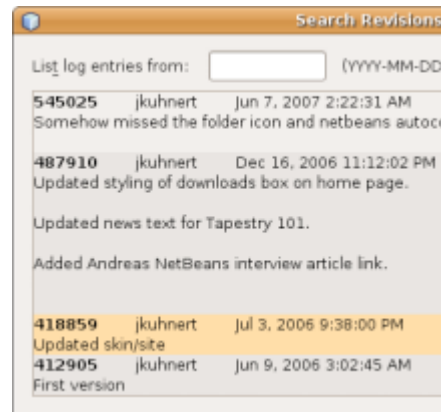 Search Revisions
List log entries from: (YYYY-MM-DD
545025 jkuhnert Jun 7, 2007 2:22:31 AM
Somehow missed the folder icon and netbeans autoc
487910 jkuhnert Dec 16, 2006 11:12:02 PM
Updated styling of downloads box on home page.
Updated news text for Tapestry 101.
Added Andreas NetBeans interview article link.
418859 jkuhnert Jul 3, 2006 9:38:00 PM
Updated skin/site
412905 jkuhnert Jun 9, 2006 3:02:45 AM
First version